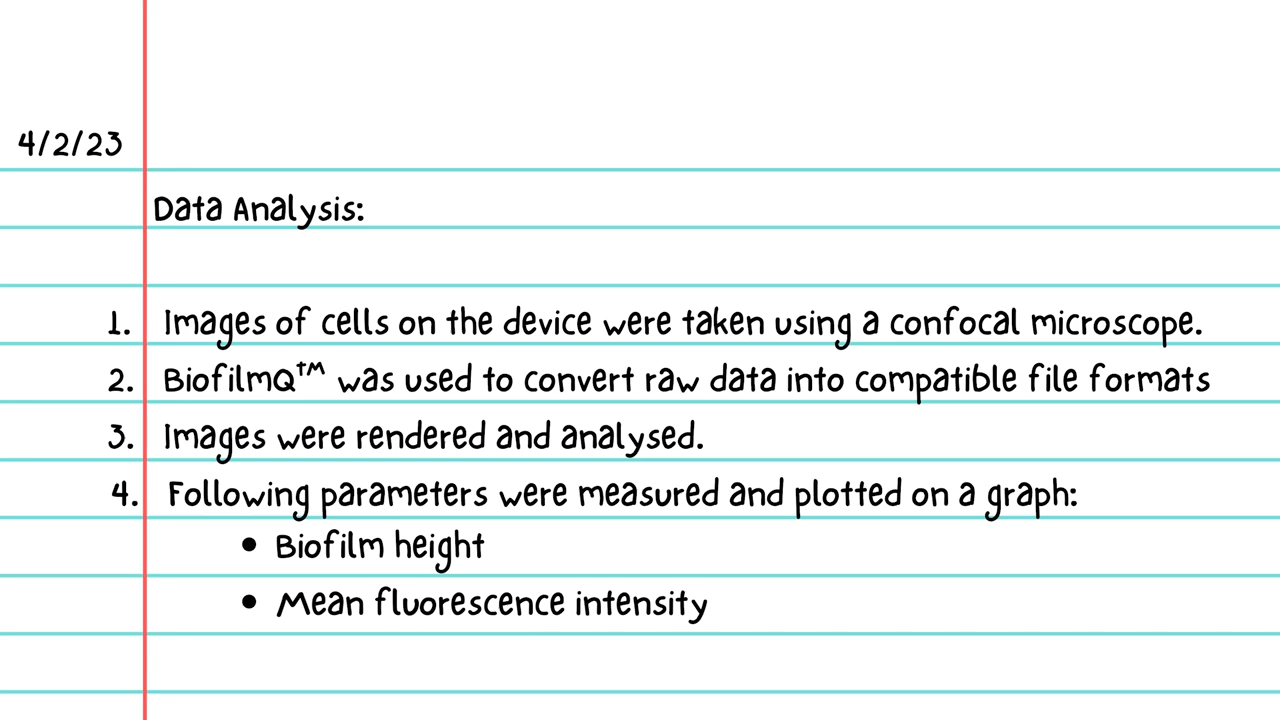 4/2/23
Data Analysis:
1. Images of cells on the device were taken using a confocal microscope.
2. BiofilmQ™ was used to convert raw data into compatible file formats
3. Images were rendered and analysed.
4. Following parameters were measured and plotted on a graph:
• Biofilm height
• Mean fluorescence intensity